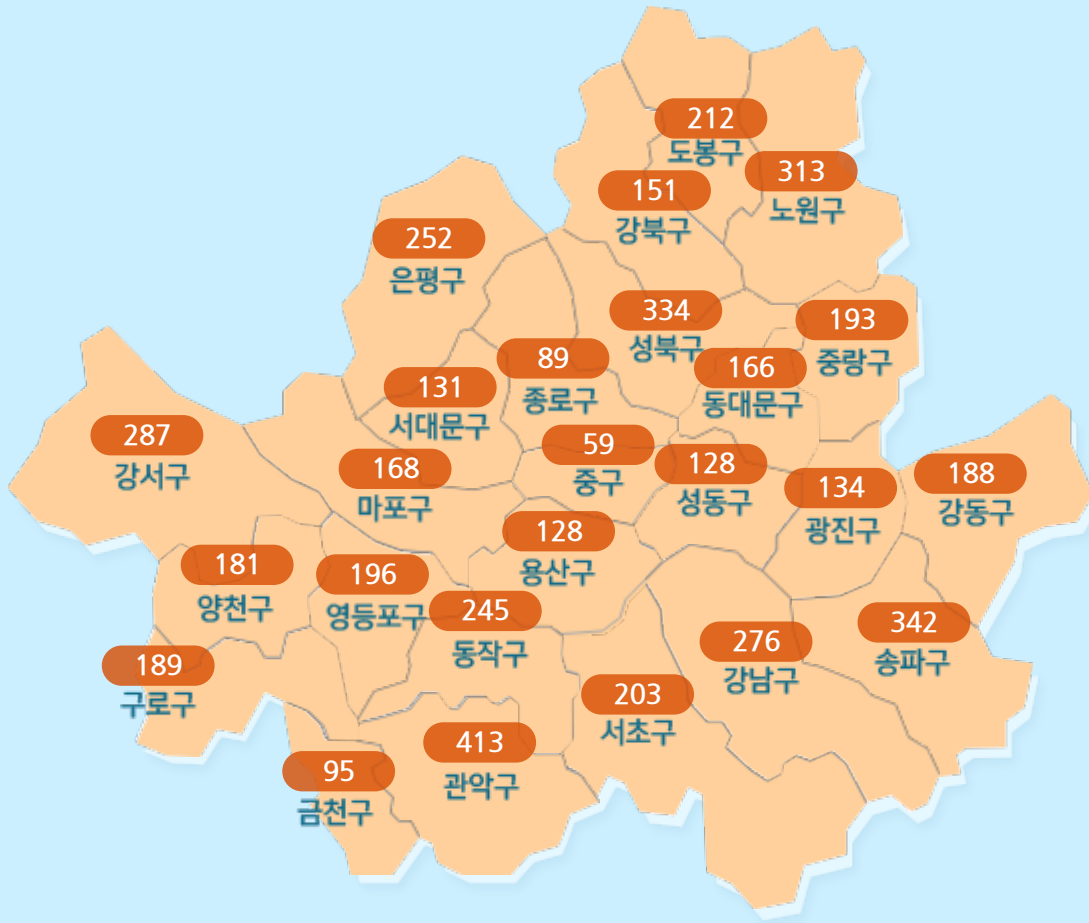 212
도봉구
313
노원구
151
강북구
252
은평구
334
성북구
193
중랑구
89
종로구
166
동대문구
131
서대문구
287
강서구
59
중구
128
성동구
168
마포구
188
강동구
134
광진구
128
용산구
181
양천구
196
영등포구
245
동작구
342
송파구
276
강남구
189
구로구
203
서초구
413
관악구
95
금천구